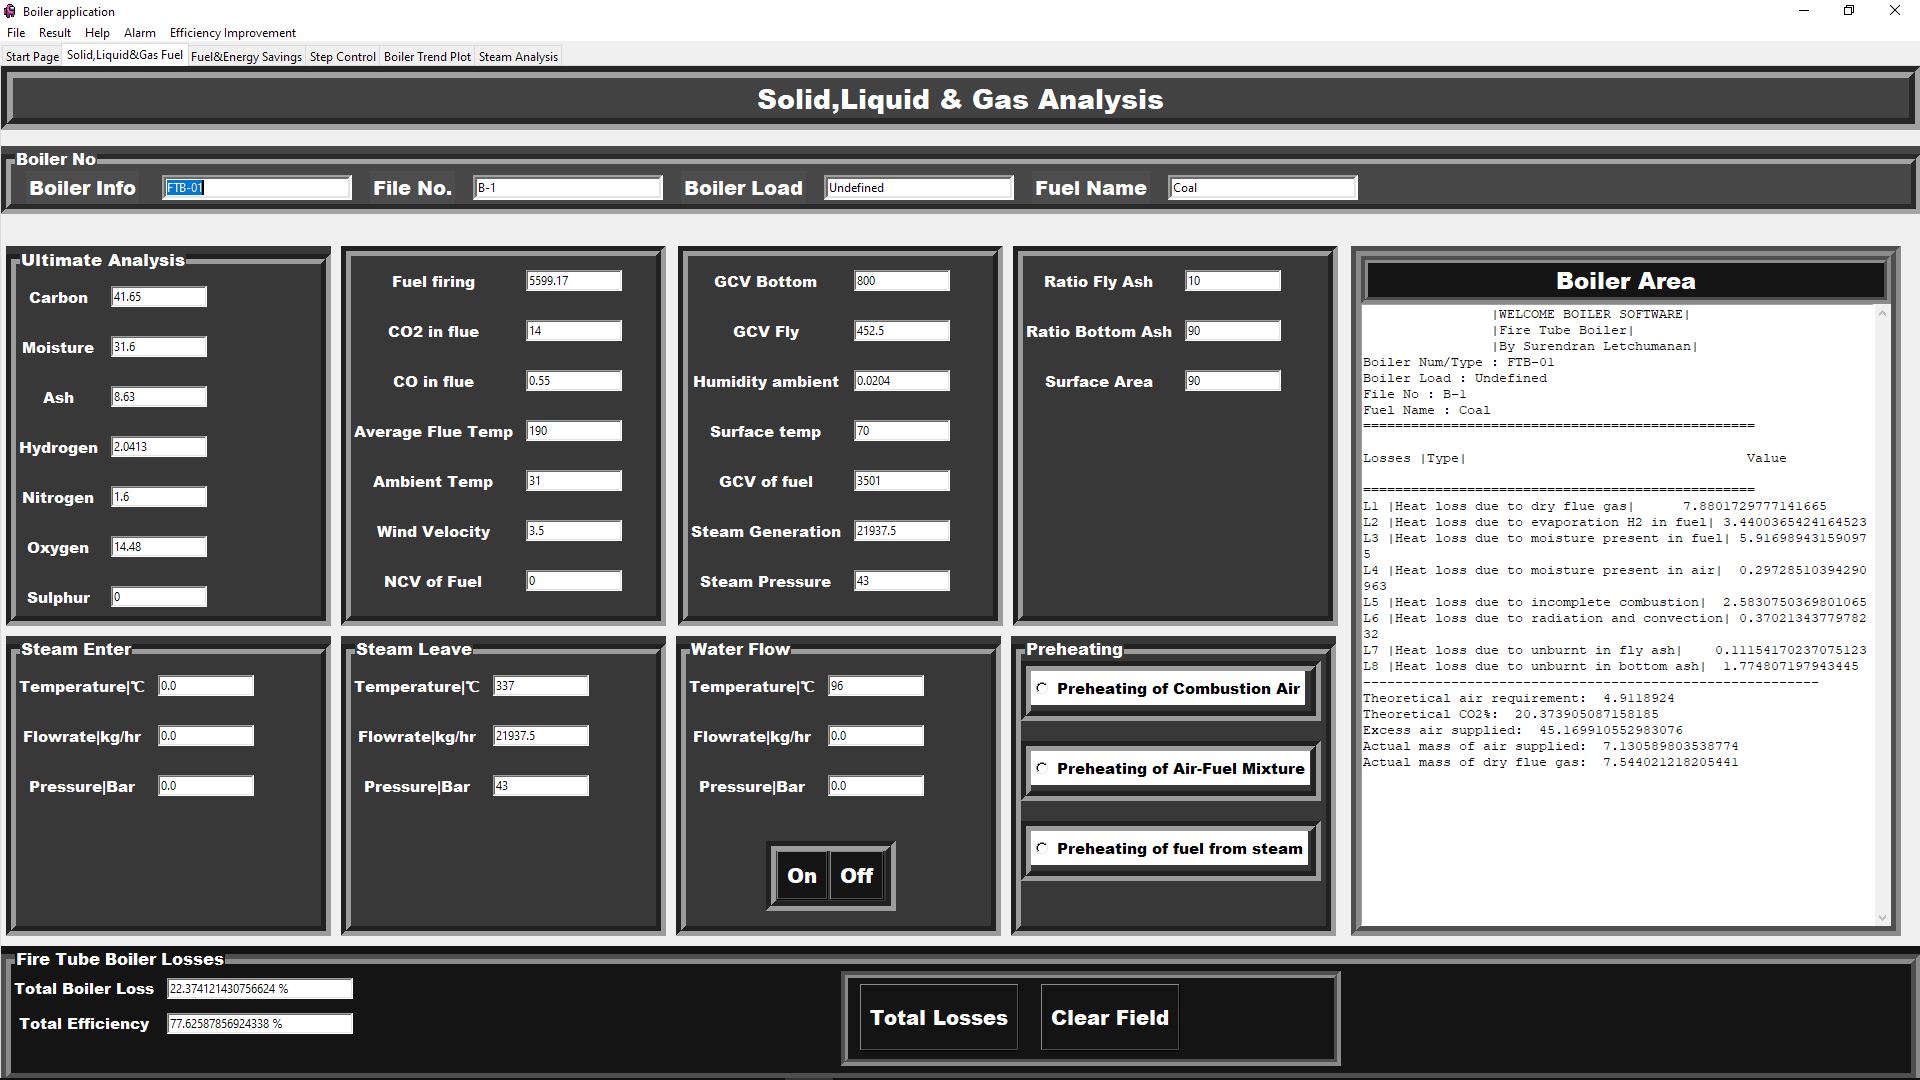 Boiler application
File Result Help Alarm Efficiency Improvement
Start Page Solid,Liquid&Gas Fuel Fuel&Energy Savings Step Control Boiler Trend Plot Steam Analysis
Solid,Liquid & Gas Analysis
Boiler No
Boiler Info FTB-01 File No. B-1 Boiler Load Undefined Fuel Name Coal
Ultimate Analysis
Carbon 41.65
Moisture 31.6
Ash 8.63
Hydrogen 2.0413
Nitrogen 1.6
Oxygen 14.48
Sulphur 0
Fuel firing 5599.17
CO2 in flue 14
CO in flue 0.55
Average Flue Temp 190
Ambient Temp 31
Wind Velocity 3.5
NCV of Fuel 0
GCV Bottom 800
GCV Fly 452.5
Humidity ambient 0.0204
Surface temp 70
GCV of fuel 3501
Steam Generation 21937.5
Steam Pressure 43
Ratio Fly Ash 10
Ratio Bottom Ash 90
Surface Area 90
Boiler Area
|WELCOME BOILER SOFTWARE|
|Fire Tube Boiler|
|By Surendran Letchumanan|
Boiler Num/Type : FTB-01
Boiler Load : Undefined
File No : B-1
Fuel Name : Coal
=================================================
Losses |Type| Value
=================================================
L1 |Heat loss due to dry flue gas| 7.8801729777141665
L2 |Heat loss due to evaporation H2 in fuel| 3.4400365424164523
L3 |Heat loss due to moisture present in fuel| 5.91698943159097
5
L4 |Heat loss due to moisture present in air| 0.29728510394290
963
L5 |Heat loss due to incomplete combustion| 2.5830750369801065
L6 |Heat loss due to radiation and convection| 0.37021343779782
32
L7 |Heat loss due to unburnt in fly ash| 0.11154170237075123
L8 |Heat loss due to unburnt in bottom ash| 1.774807197943445
---------------------------------------------------------
Theoretical air requirement: 4.9118924
Theoretical CO2%: 20.373905087158185
Excess air supplied: 45.169910552983076
Actual mass of air supplied: 7.130589803538774
Actual mass of dry flue gas: 7.544021218205441
Steam Enter
Temperature|℃ 0.0
Flowrate|kg/hr 0.0
Pressure|Bar 0.0
Steam Leave
Temperature|℃ 337
Flowrate|kg/hr 21937.5
Pressure|Bar 43
Water Flow
Temperature|℃ 96
Flowrate|kg/hr 0.0
Pressure|Bar 0.0
On Off
Preheating
Preheating of Combustion Air
Preheating of Air-Fuel Mixture
Preheating of fuel from steam
Fire Tube Boiler Losses
Total Boiler Loss 22.374121430756624 %
Total Efficiency 77.62587856924338 %
Total Losses Clear Field